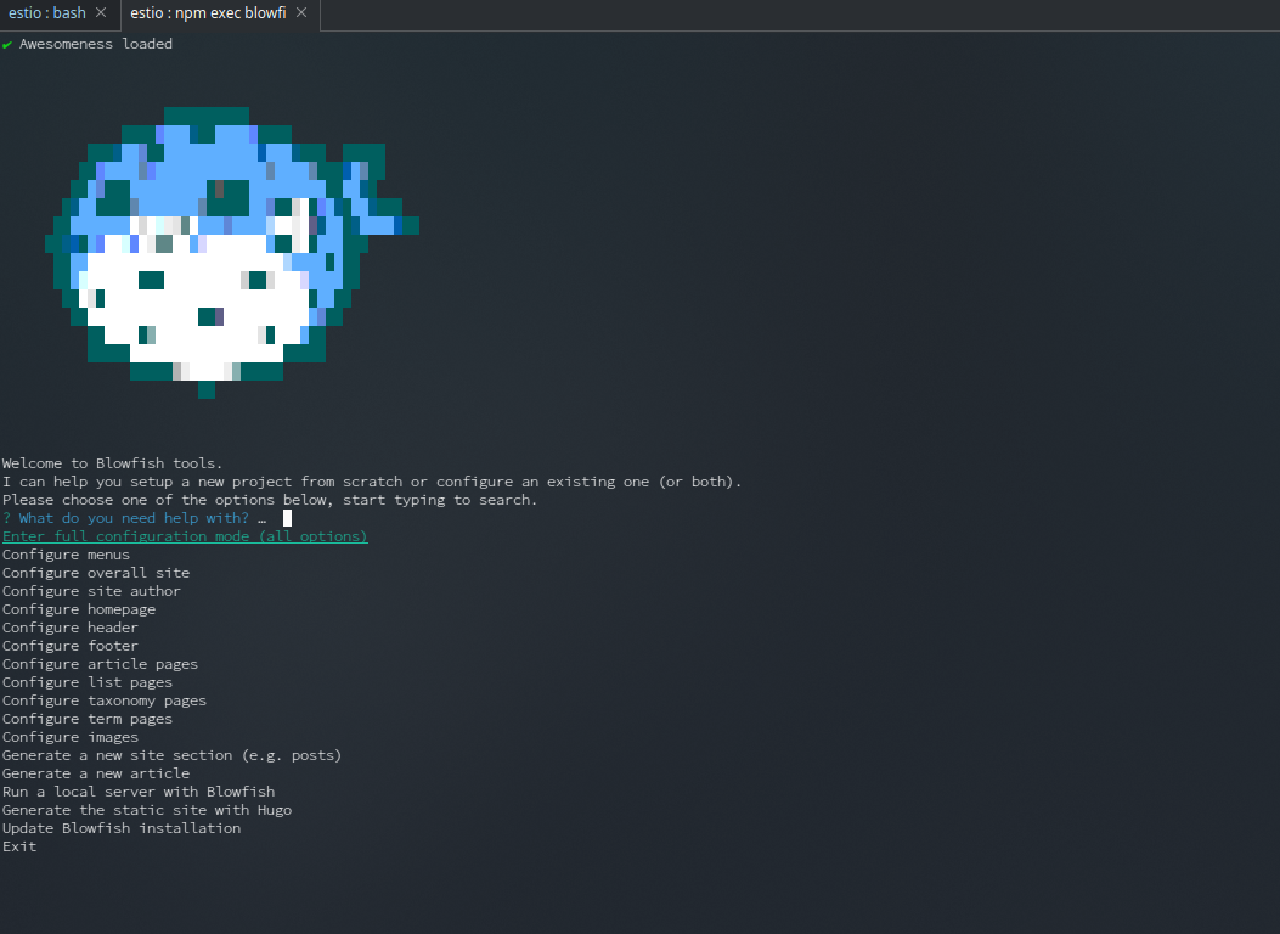 estio : bash
estio : npm exec blowfi
Awesomeness loaded
Welcome to Blowfish tools.
I can help you setup a new project from scratch or configure an existing one (or both).
Please choose one of the options below, start typing to search.
? What do you need help with? …
Enter full configuration mode (all options)
Configure menus
Configure overall site
Configure site author
Configure homepage
Configure header
Configure footer
Configure article pages
Configure list pages
Configure taxonomy pages
Configure term pages
Configure images
Generate a new site section (e.g. posts)
Generate a new article
Run a local server with Blowfish
Generate the static site with Hugo
Update Blowfish installation
Exit